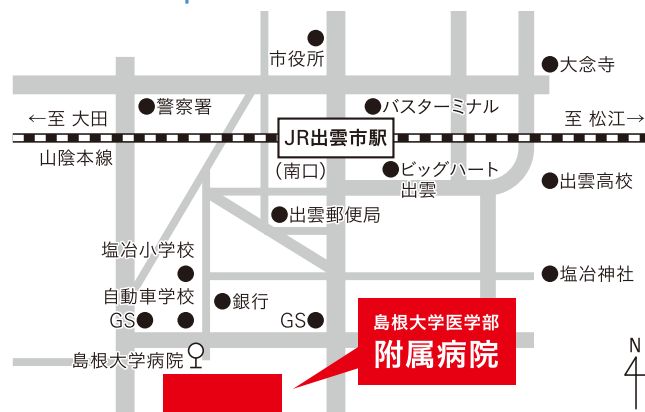 市役所
大念寺
警察署
バスターミナル
←至 大田
至 松江→
JR出雲市駅
山陰本線
(南口)
ビッグハート
出雲
出雲高校
出雲郵便局
塩冶小学校
塩冶神社
自動車学校
銀行
GS
GS
島根大学医学部
附属病院
島根大学病院
N